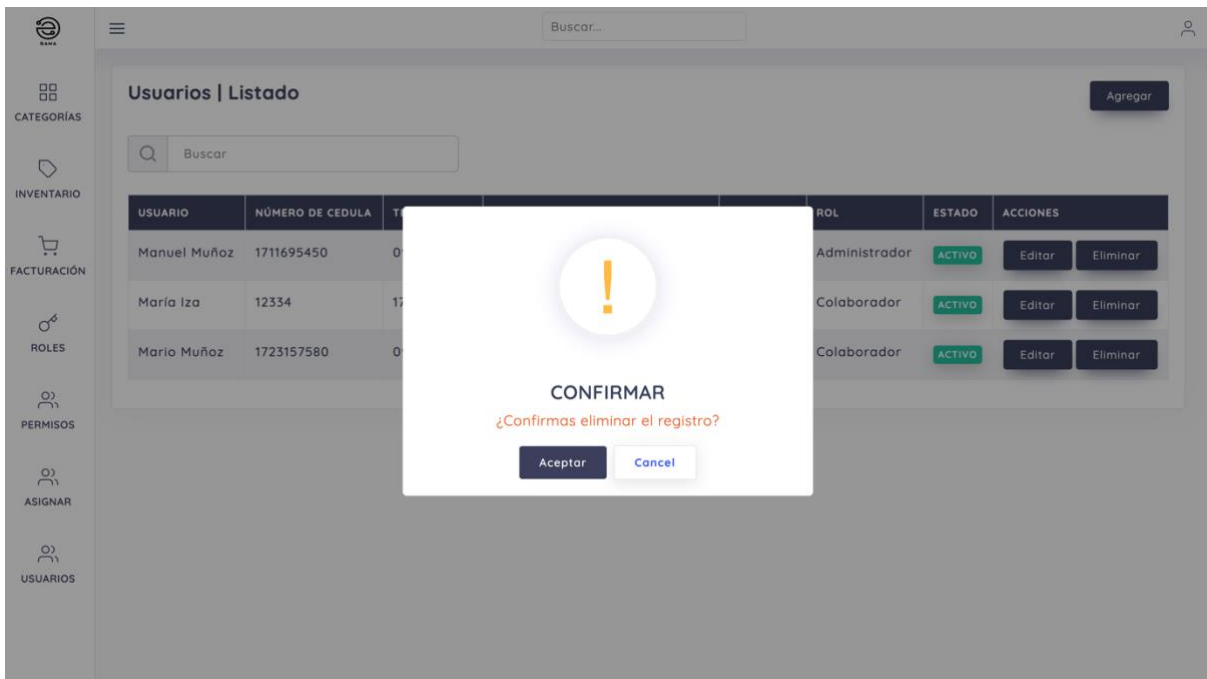 BAWA
Buscar...
CATEGORÍAS
INVENTARIO
FACTURACIÓN
ROLES
PERMISOS
ASIGNAR
USUARIOS
Usuarios | Listado
Agregar
Buscar
USUARIO NÚMERO DE CEDULA ROL ESTADO ACCIONES
Manuel Muñoz 1711695450 Administrador ACTIVO Editar Eliminar
María Iza 12334 17 Colaborador ACTIVO Editar Eliminar
Mario Muñoz 1723157580 Colaborador ACTIVO Editar Eliminar
!
CONFIRMAR
¿Confirmas eliminar el registro?
Aceptar Cancel